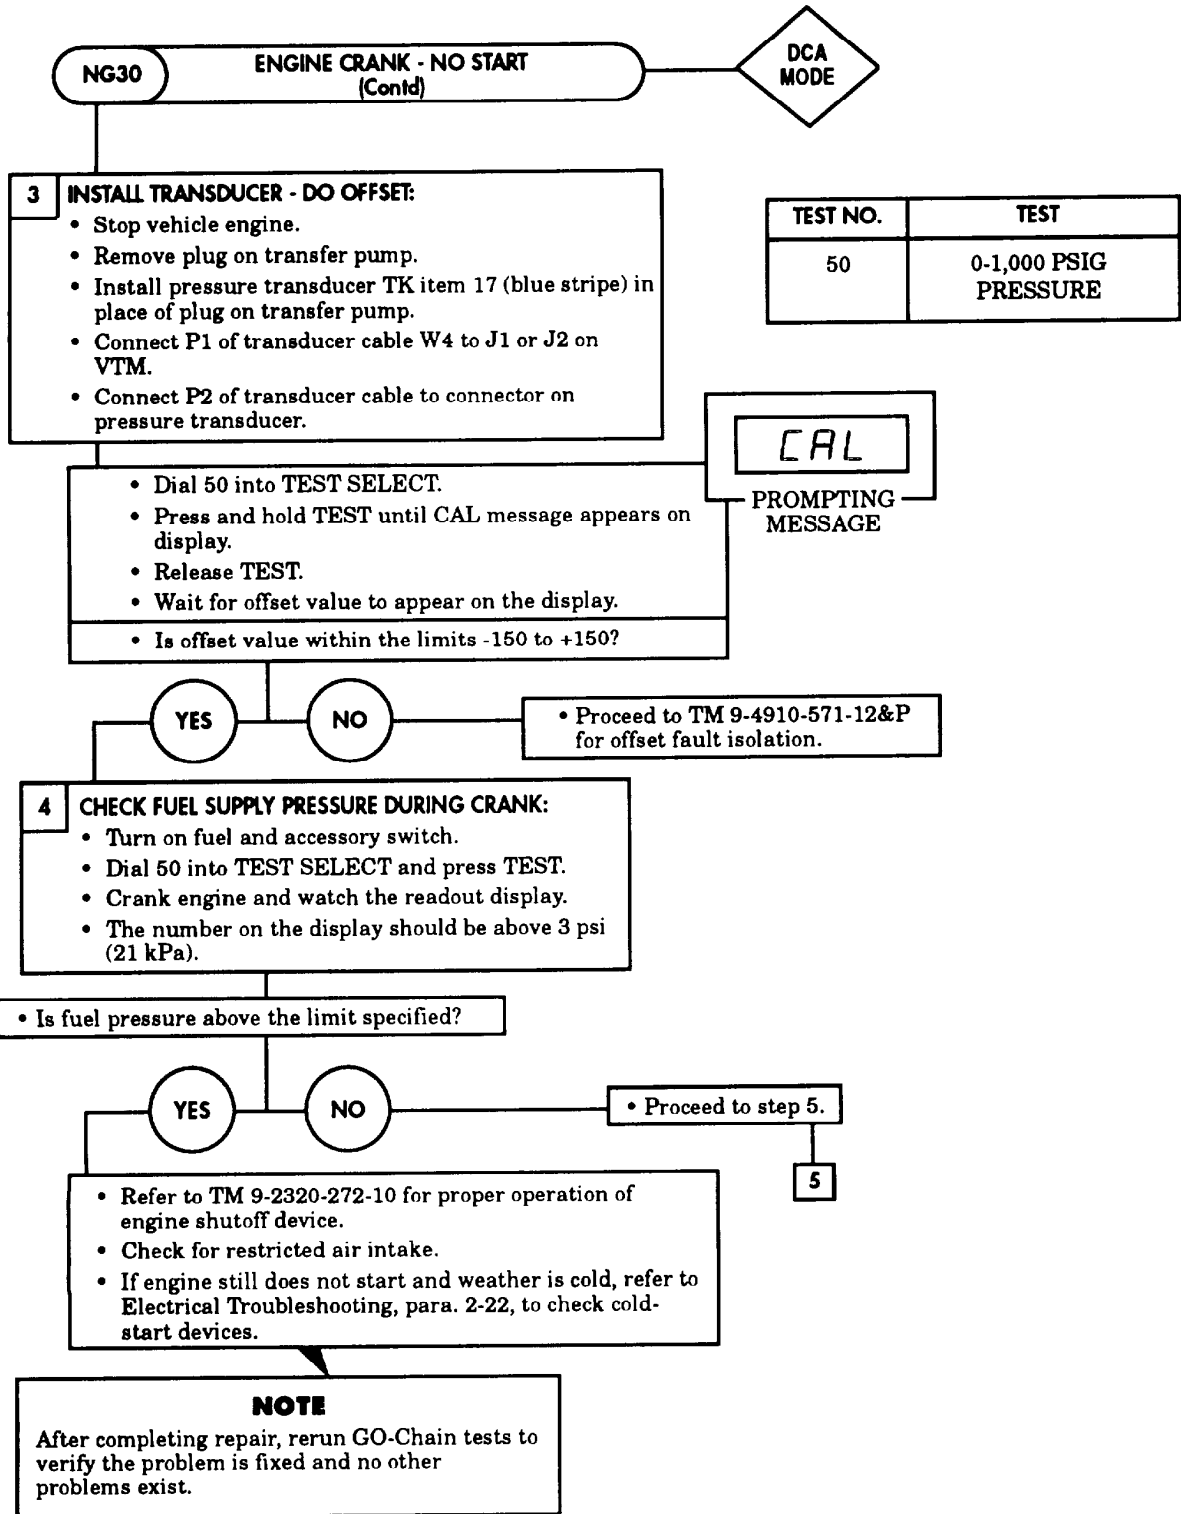 NG30
ENGINE CRANK - NO START
(Contd)
DCA
MODE
3
INSTALL TRANSDUCER - DO OFFSET:
• Stop vehicle engine.
• Remove plug on transfer pump.
• Install pressure transducer TK item 17 (blue stripe) in
place of plug on transfer pump.
• Connect P1 of transducer cable W4 to J1 or J2 on
VTM.
• Connect P2 of transducer cable to connector on
pressure transducer.
TEST NO.
TEST
50
0-1,000 PSIG
PRESSURE
CAL
PROMPTING
MESSAGE
• Dial 50 into TEST SELECT.
• Press and hold TEST until CAL message appears on
display.
• Release TEST.
• Wait for offset value to appear on the display.
• Is offset value within the limits -150 to +150?
YES
NO
• Proceed to TM 9-4910-571-12&P
for offset fault isolation.
4
CHECK FUEL SUPPLY PRESSURE DURING CRANK:
• Turn on fuel and accessory switch.
• Dial 50 into TEST SELECT and press TEST.
• Crank engine and watch the readout display.
• The number on the display should be above 3 psi
(21 kPa).
• Is fuel pressure above the limit specified?
YES
NO
• Proceed to step 5.
5
• Refer to TM 9-2320-272-10 for proper operation of
engine shutoff device.
• Check for restricted air intake.
• If engine still does not start and weather is cold, refer to
Electrical Troubleshooting, para. 2-22, to check cold-
start devices.
NOTE
After completing repair, rerun GO-Chain tests to
verify the problem is fixed and no other
problems exist.